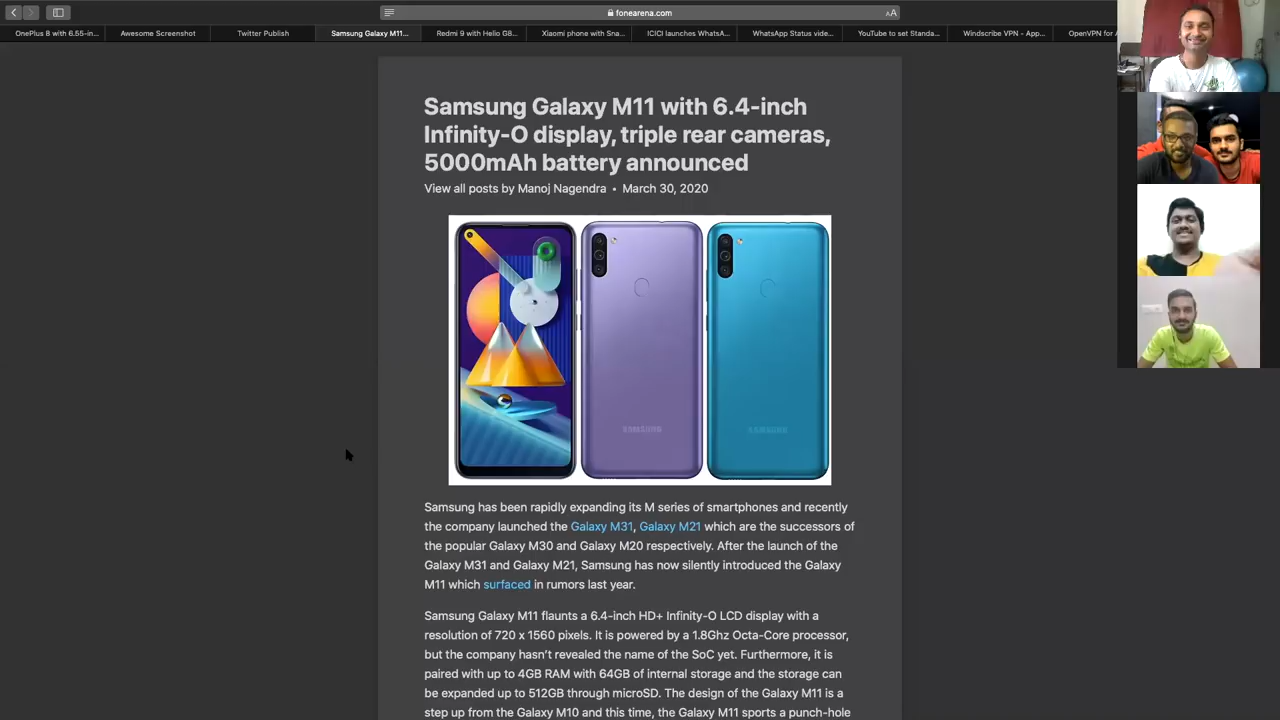 fonearena.com
AA
OnePlus 8 with 6.55-in...
Awesome Screenshot
Twitter Publish
Samsung Galaxy M11...
Redmi 9 with Helio G8...
Xiaomi phone with Sna...
ICICI launches WhatsA...
WhatsApp Status vide...
YouTube to set Standa...
Windscribe VPN - App...
OpenVPN for A
Samsung Galaxy M11 with 6.4-inch
Infinity-O display, triple rear cameras,
5000mAh battery announced
View all posts by Manoj Nagendra • March 30, 2020
SAMSUNG
SAMSUNG
Samsung has been rapidly expanding its M series of smartphones and recently
the company launched the Galaxy M31, Galaxy M21 which are the successors of
the popular Galaxy M30 and Galaxy M20 respectively. After the launch of the
Galaxy M31 and Galaxy M21, Samsung has now silently introduced the Galaxy
M11 which surfaced in rumors last year.
Samsung Galaxy M11 flaunts a 6.4-inch HD+ Infinity-O LCD display with a
resolution of 720 x 1560 pixels. It is powered by a 1.8Ghz Octa-Core processor,
but the company hasn't revealed the name of the SoC yet. Furthermore, it is
paired with up to 4GB RAM with 64GB of internal storage and the storage can
be expanded up to 512GB through microSD. The design of the Galaxy M11 is a
step up from the Galaxy M10 and this time, the Galaxy M11 sports a punch-hole